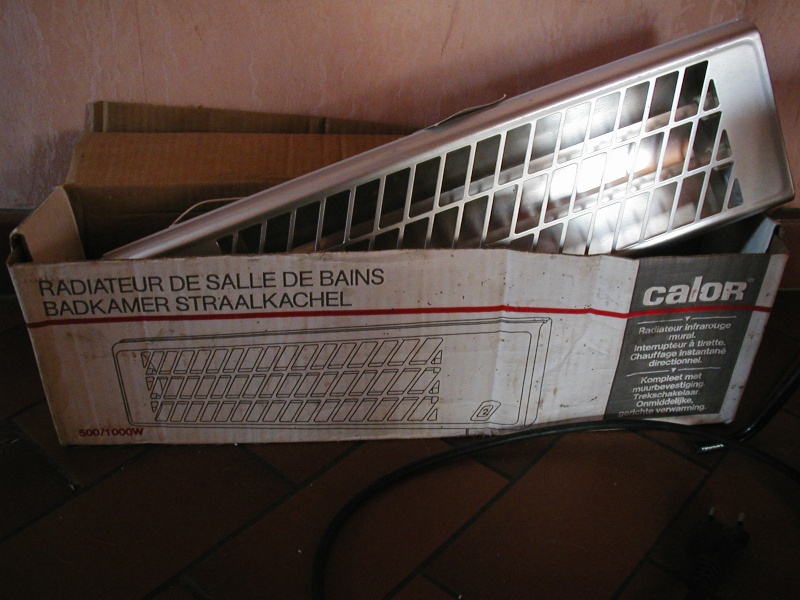 RADIATEUR DE SALLE DE BAINS
BADKAMER STRAALKACHEL
500/1000W
2
calor
Radiateur infrarouge
mural.
Interrupteur à tirette.
Chauffage instantané
directionnel.
Kompleet met
muurbevestiging.
Trekschakelaar.
Onmiddelijke,
gerichte verwarming.